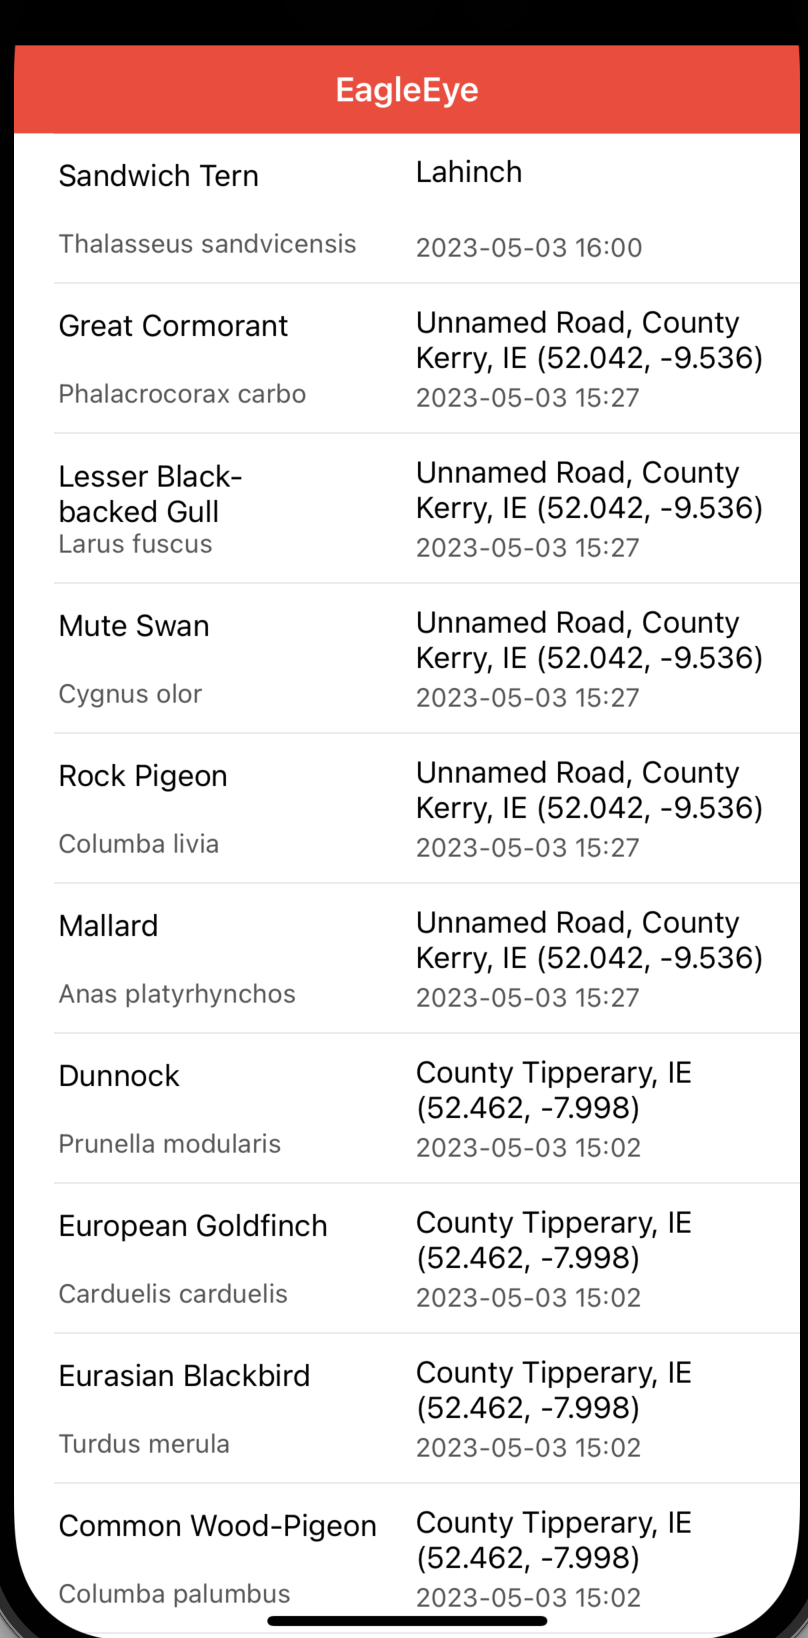 EagleEye
Sandwich Tern
Thalasseus sandvicensis
Lahinch
2023-05-03 16:00
Great Cormorant
Phalacrocorax carbo
Unnamed Road, County
Kerry, IE (52.042, -9.536)
2023-05-03 15:27
Lesser Black-
backed Gull
Larus fuscus
Unnamed Road, County
Kerry, IE (52.042, -9.536)
2023-05-03 15:27
Mute Swan
Cygnus olor
Unnamed Road, County
Kerry, IE (52.042, -9.536)
2023-05-03 15:27
Rock Pigeon
Columba livia
Unnamed Road, County
Kerry, IE (52.042, -9.536)
2023-05-03 15:27
Mallard
Anas platyrhynchos
Unnamed Road, County
Kerry, IE (52.042, -9.536)
2023-05-03 15:27
Dunnock
Prunella modularis
County Tipperary, IE
(52.462, -7.998)
2023-05-03 15:02
European Goldfinch
Carduelis carduelis
County Tipperary, IE
(52.462, -7.998)
2023-05-03 15:02
Eurasian Blackbird
Turdus merula
County Tipperary, IE
(52.462, -7.998)
2023-05-03 15:02
Common Wood-Pigeon
Columba palumbus
County Tipperary, IE
(52.462, -7.998)
2023-05-03 15:02